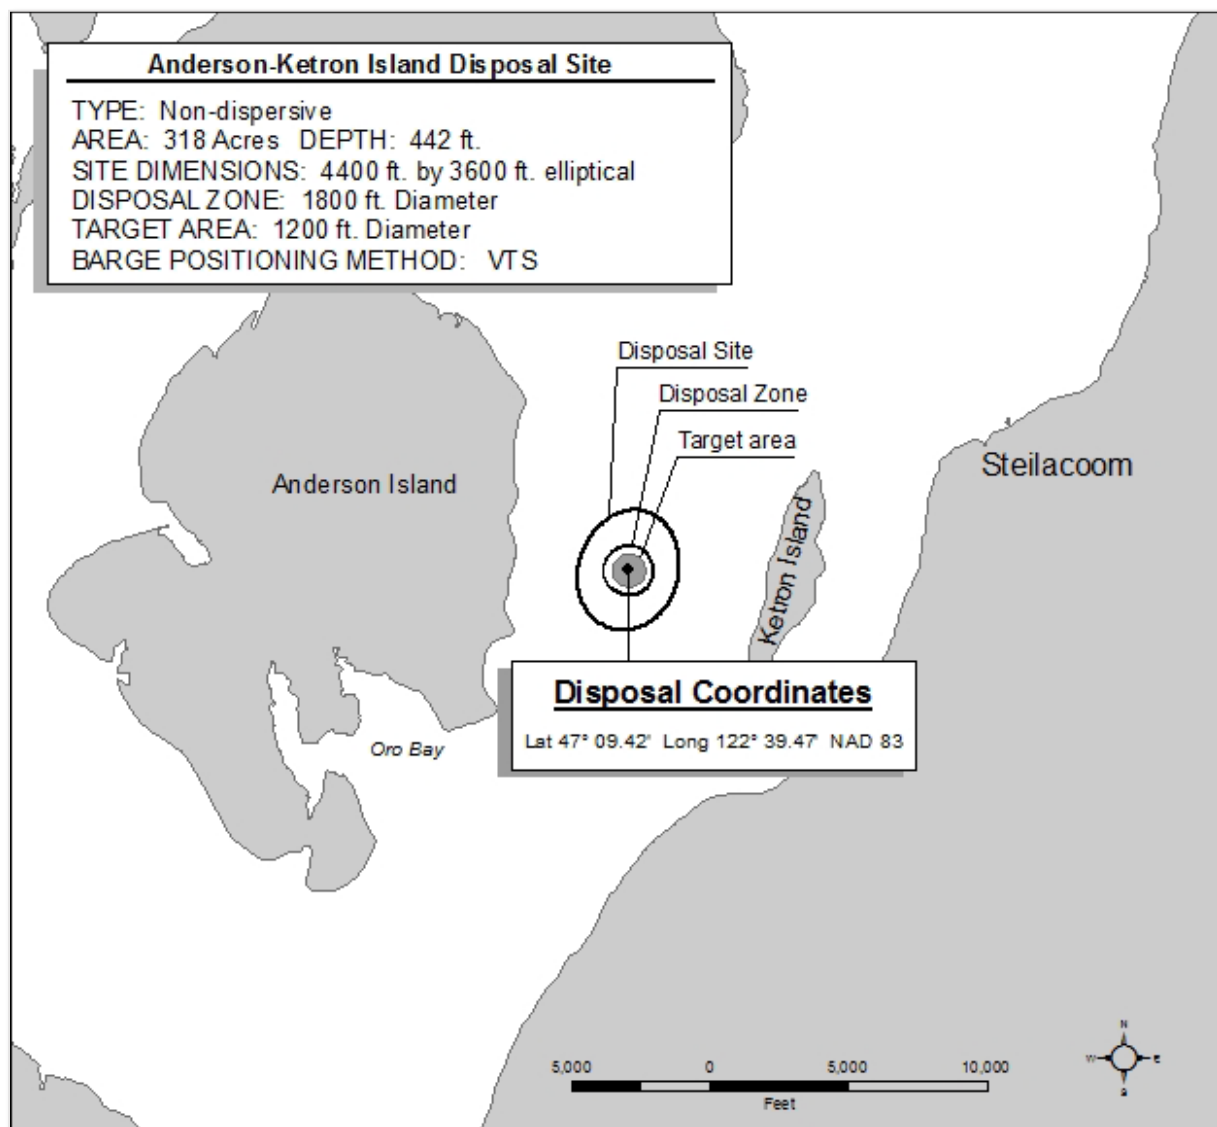 Anderson-Ketron Island Disposal Site
TYPE: Non-dispersive
AREA: 318 Acres DEPTH: 442 ft.
SITE DIMENSIONS: 4400 ft. by 3600 ft. elliptical
DISPOSAL ZONE: 1800 ft. Diameter
TARGET AREA: 1200 ft. Diameter
BARGE POSITIONING METHOD: VTS
Disposal Site
Disposal Zone
Target area
Steilacoom
Anderson Island
Ketron Island
Disposal Coordinates
Lat 47° 09.42' Long 122° 39.47' NAD 83
Oro Bay
N
W E
S
5,000 0 5,000 10,000
Feet